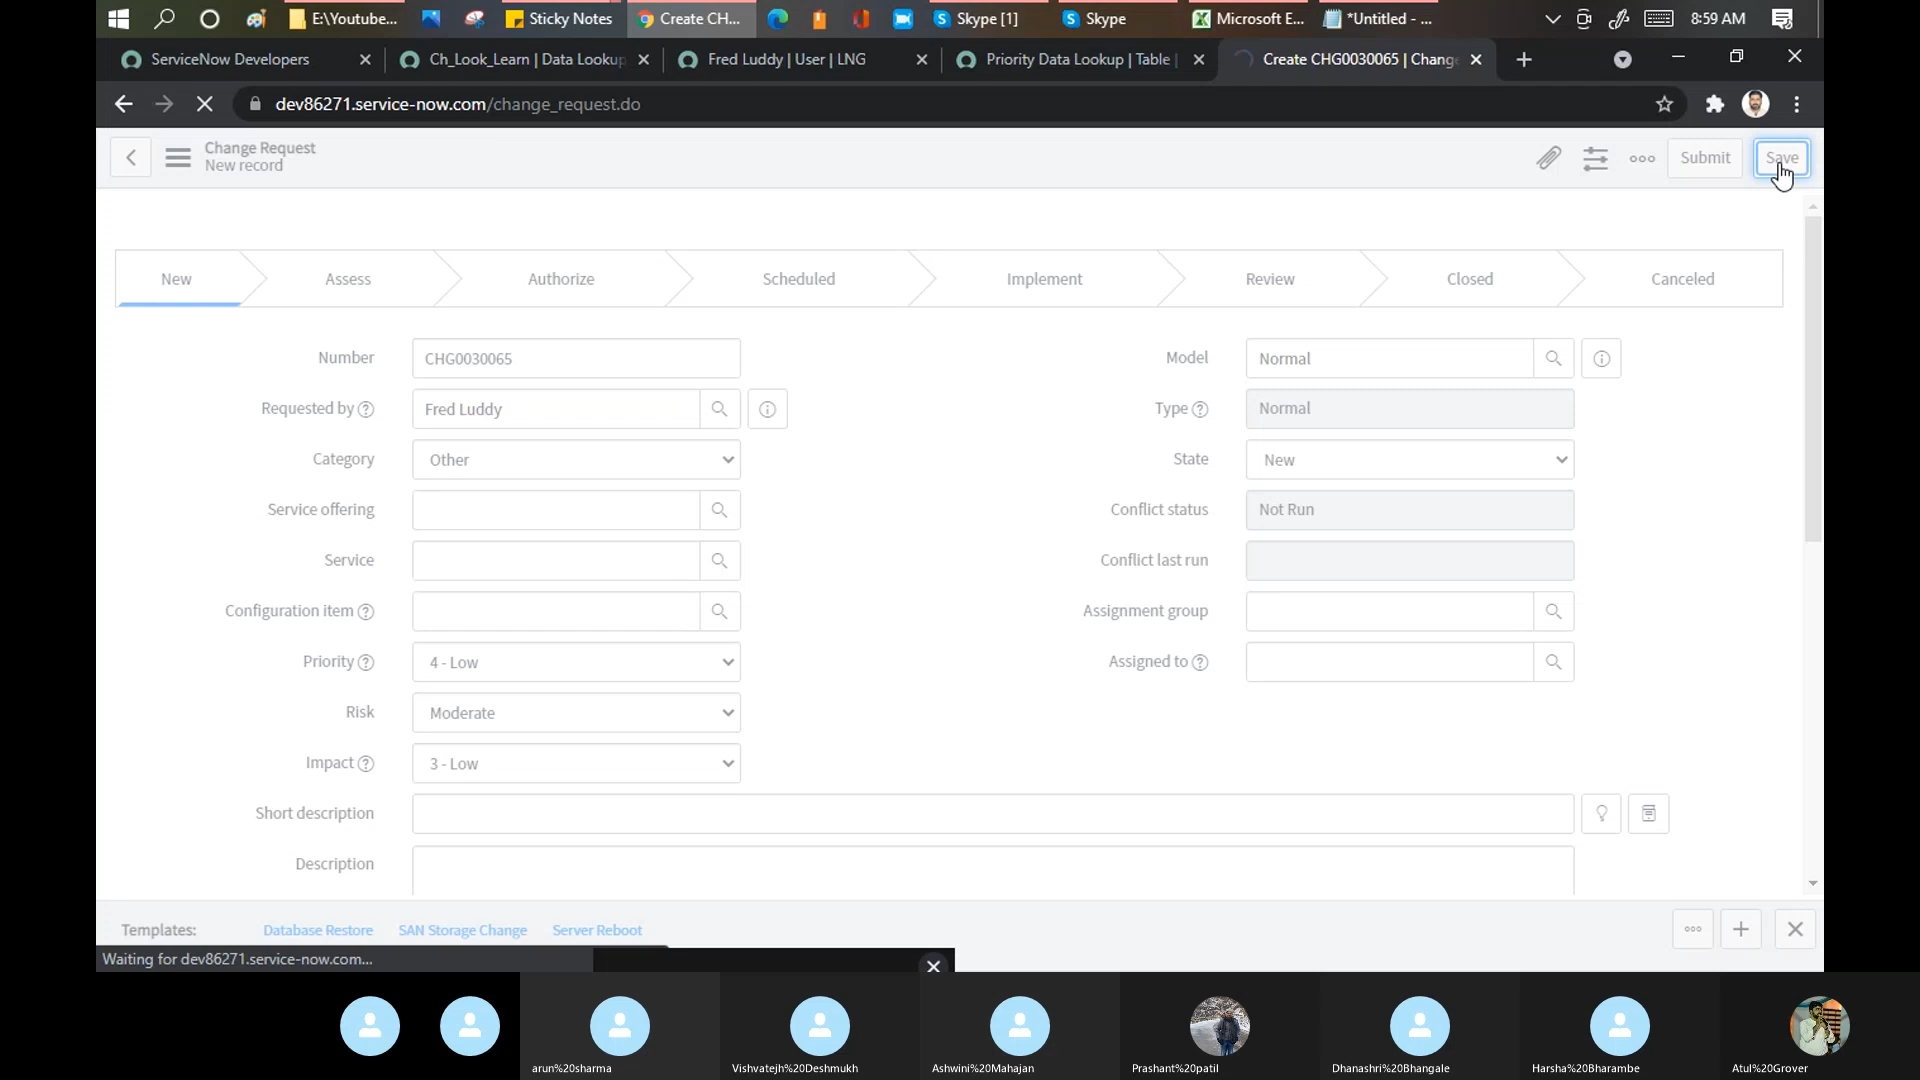 E:\Youtube...
Sticky Notes
Create CH...
Skype [1]
Skype
Microsoft E...
*Untitled - ...
8:59 AM
ServiceNow Developers
Ch_Look_Learn | Data Lookup
Fred Luddy | User | LNG
Priority Data Lookup | Table |
Create CHG0030065 | Change
dev86271.service-now.com/change_request.do
Change Request
New record
Submit
Save
New
Assess
Authorize
Scheduled
Implement
Review
Closed
Canceled
Number
CHG0030065
Model
Normal
Requested by
Fred Luddy
Type
Normal
Category
Other
State
New
Service offering
Conflict status
Not Run
Service
Conflict last run
Configuration item
Assignment group
Priority
4 - Low
Assigned to
Risk
Moderate
Impact
3 - Low
Short description
Description
Templates:
Database Restore
SAN Storage Change
Server Reboot
Waiting for dev86271.service-now.com...
arun%20sharma
Vishvatejh%20Deshmukh
Ashwini%20Mahajan
Prashant%20patil
Dhanashri%20Bhangale
Harsha%20Bharambe
Atul%20Grover